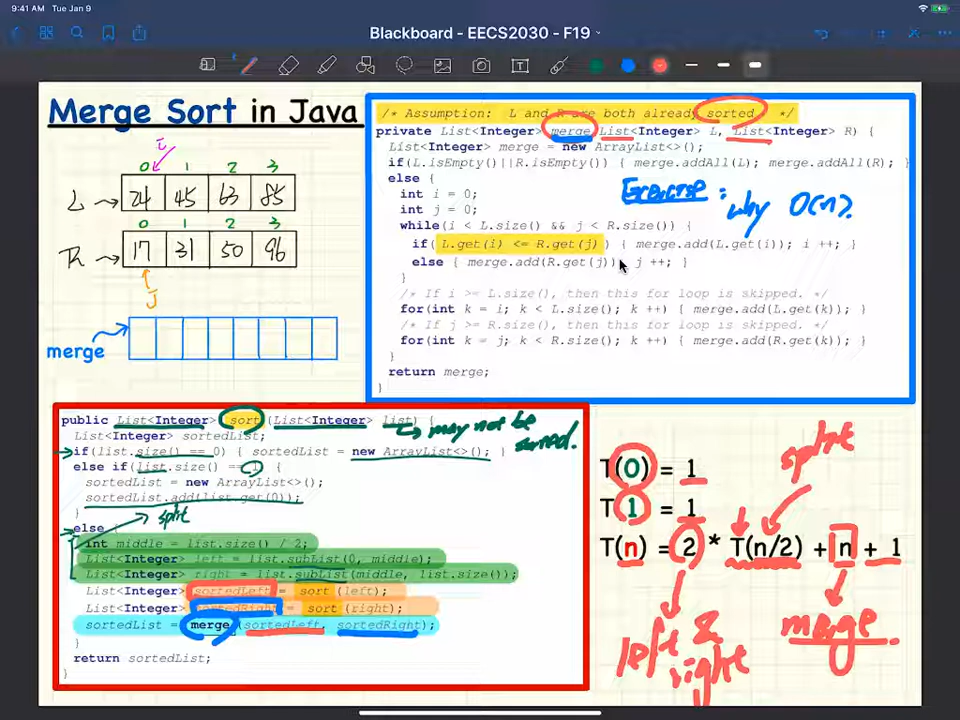 9:41 AM Tue Jan 9
Blackboard - EECS2030 - F19
Merge Sort in Java
i
0 1 2 3
L → 24 45 63 85
0 1 2 3
R → 17 31 50 96
j
merge
/* Assumption: L and R are both already sorted. */
private List<Integer> merge(List<Integer> L, List<Integer> R) {
List<Integer> merge = new ArrayList<>();
if(L.isEmpty()||R.isEmpty()) { merge.addAll(L); merge.addAll(R); }
else {
int i = 0;
int j = 0;
while(i < L.size() && j < R.size()) {
if( L.get(i) <= R.get(j) ) { merge.add(L.get(i)); i ++; }
else { merge.add(R.get(j)); j ++; }
}
/* If i >= L.size(), then this for loop is skipped. */
for(int k = i; k < L.size(); k ++) { merge.add(L.get(k)); }
/* If j >= R.size(), then this for loop is skipped. */
for(int k = j; k < R.size(); k ++) { merge.add(R.get(k)); }
}
return merge;
}
Exercise :
why O(n).
public List<Integer> sort (List<Integer> list) {
List<Integer> sortedList;
if(list.size() == 0) { sortedList = new ArrayList<>(); }
else if(list.size() == 1) {
sortedList = new ArrayList<>();
sortedList.add(list.get(0));
}
else {
int middle = list.size() / 2;
List<Integer> left = list.subList(0, middle);
List<Integer> right = list.subList(middle, list.size());
List<Integer> sortedLeft = sort (left);
List<Integer> sortedRight = sort (right);
sortedList = merge (sortedLeft, sortedRight);
}
return sortedList;
}
→ may not be
sorted.
→ split
split
T(0) = 1
T(1) = 1
T(n) = 2 * T(n/2) + n + 1
left &
right
merge.